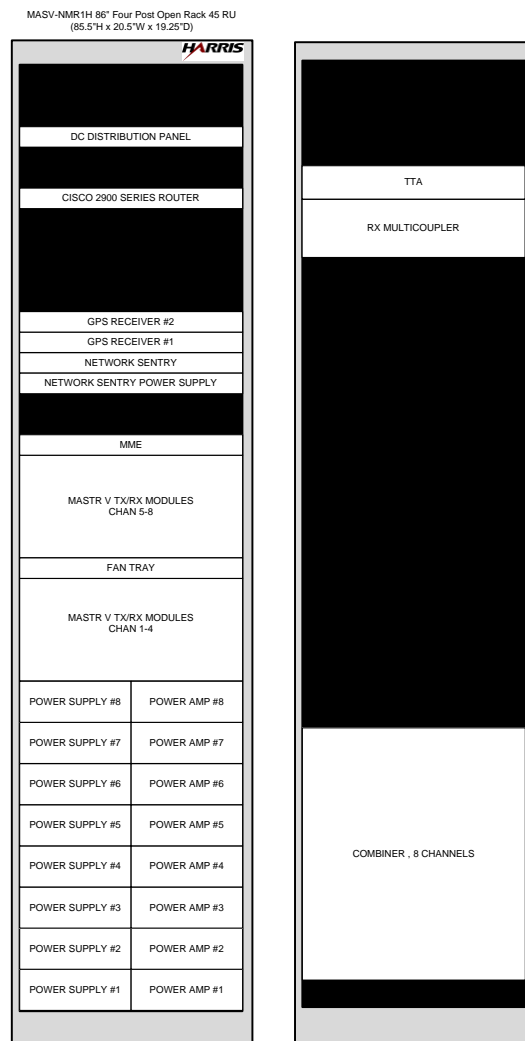 MASV-NMR1H 86" Four Post Open Rack 45 RU
(85.5"H x 20.5"W x 19.25"D)
HARRIS
DC DISTRIBUTION PANEL
CISCO 2900 SERIES ROUTER
GPS RECEIVER #2
GPS RECEIVER #1
NETWORK SENTRY
NETWORK SENTRY POWER SUPPLY
MME
MASTR V TX/RX MODULES
CHAN 5-8
FAN TRAY
MASTR V TX/RX MODULES
CHAN 1-4
POWER SUPPLY #8 POWER AMP #8
POWER SUPPLY #7 POWER AMP #7
POWER SUPPLY #6 POWER AMP #6
POWER SUPPLY #5 POWER AMP #5
POWER SUPPLY #4 POWER AMP #4
POWER SUPPLY #3 POWER AMP #3
POWER SUPPLY #2 POWER AMP #2
POWER SUPPLY #1 POWER AMP #1
TTA
RX MULTICOUPLER
COMBINER , 8 CHANNELS